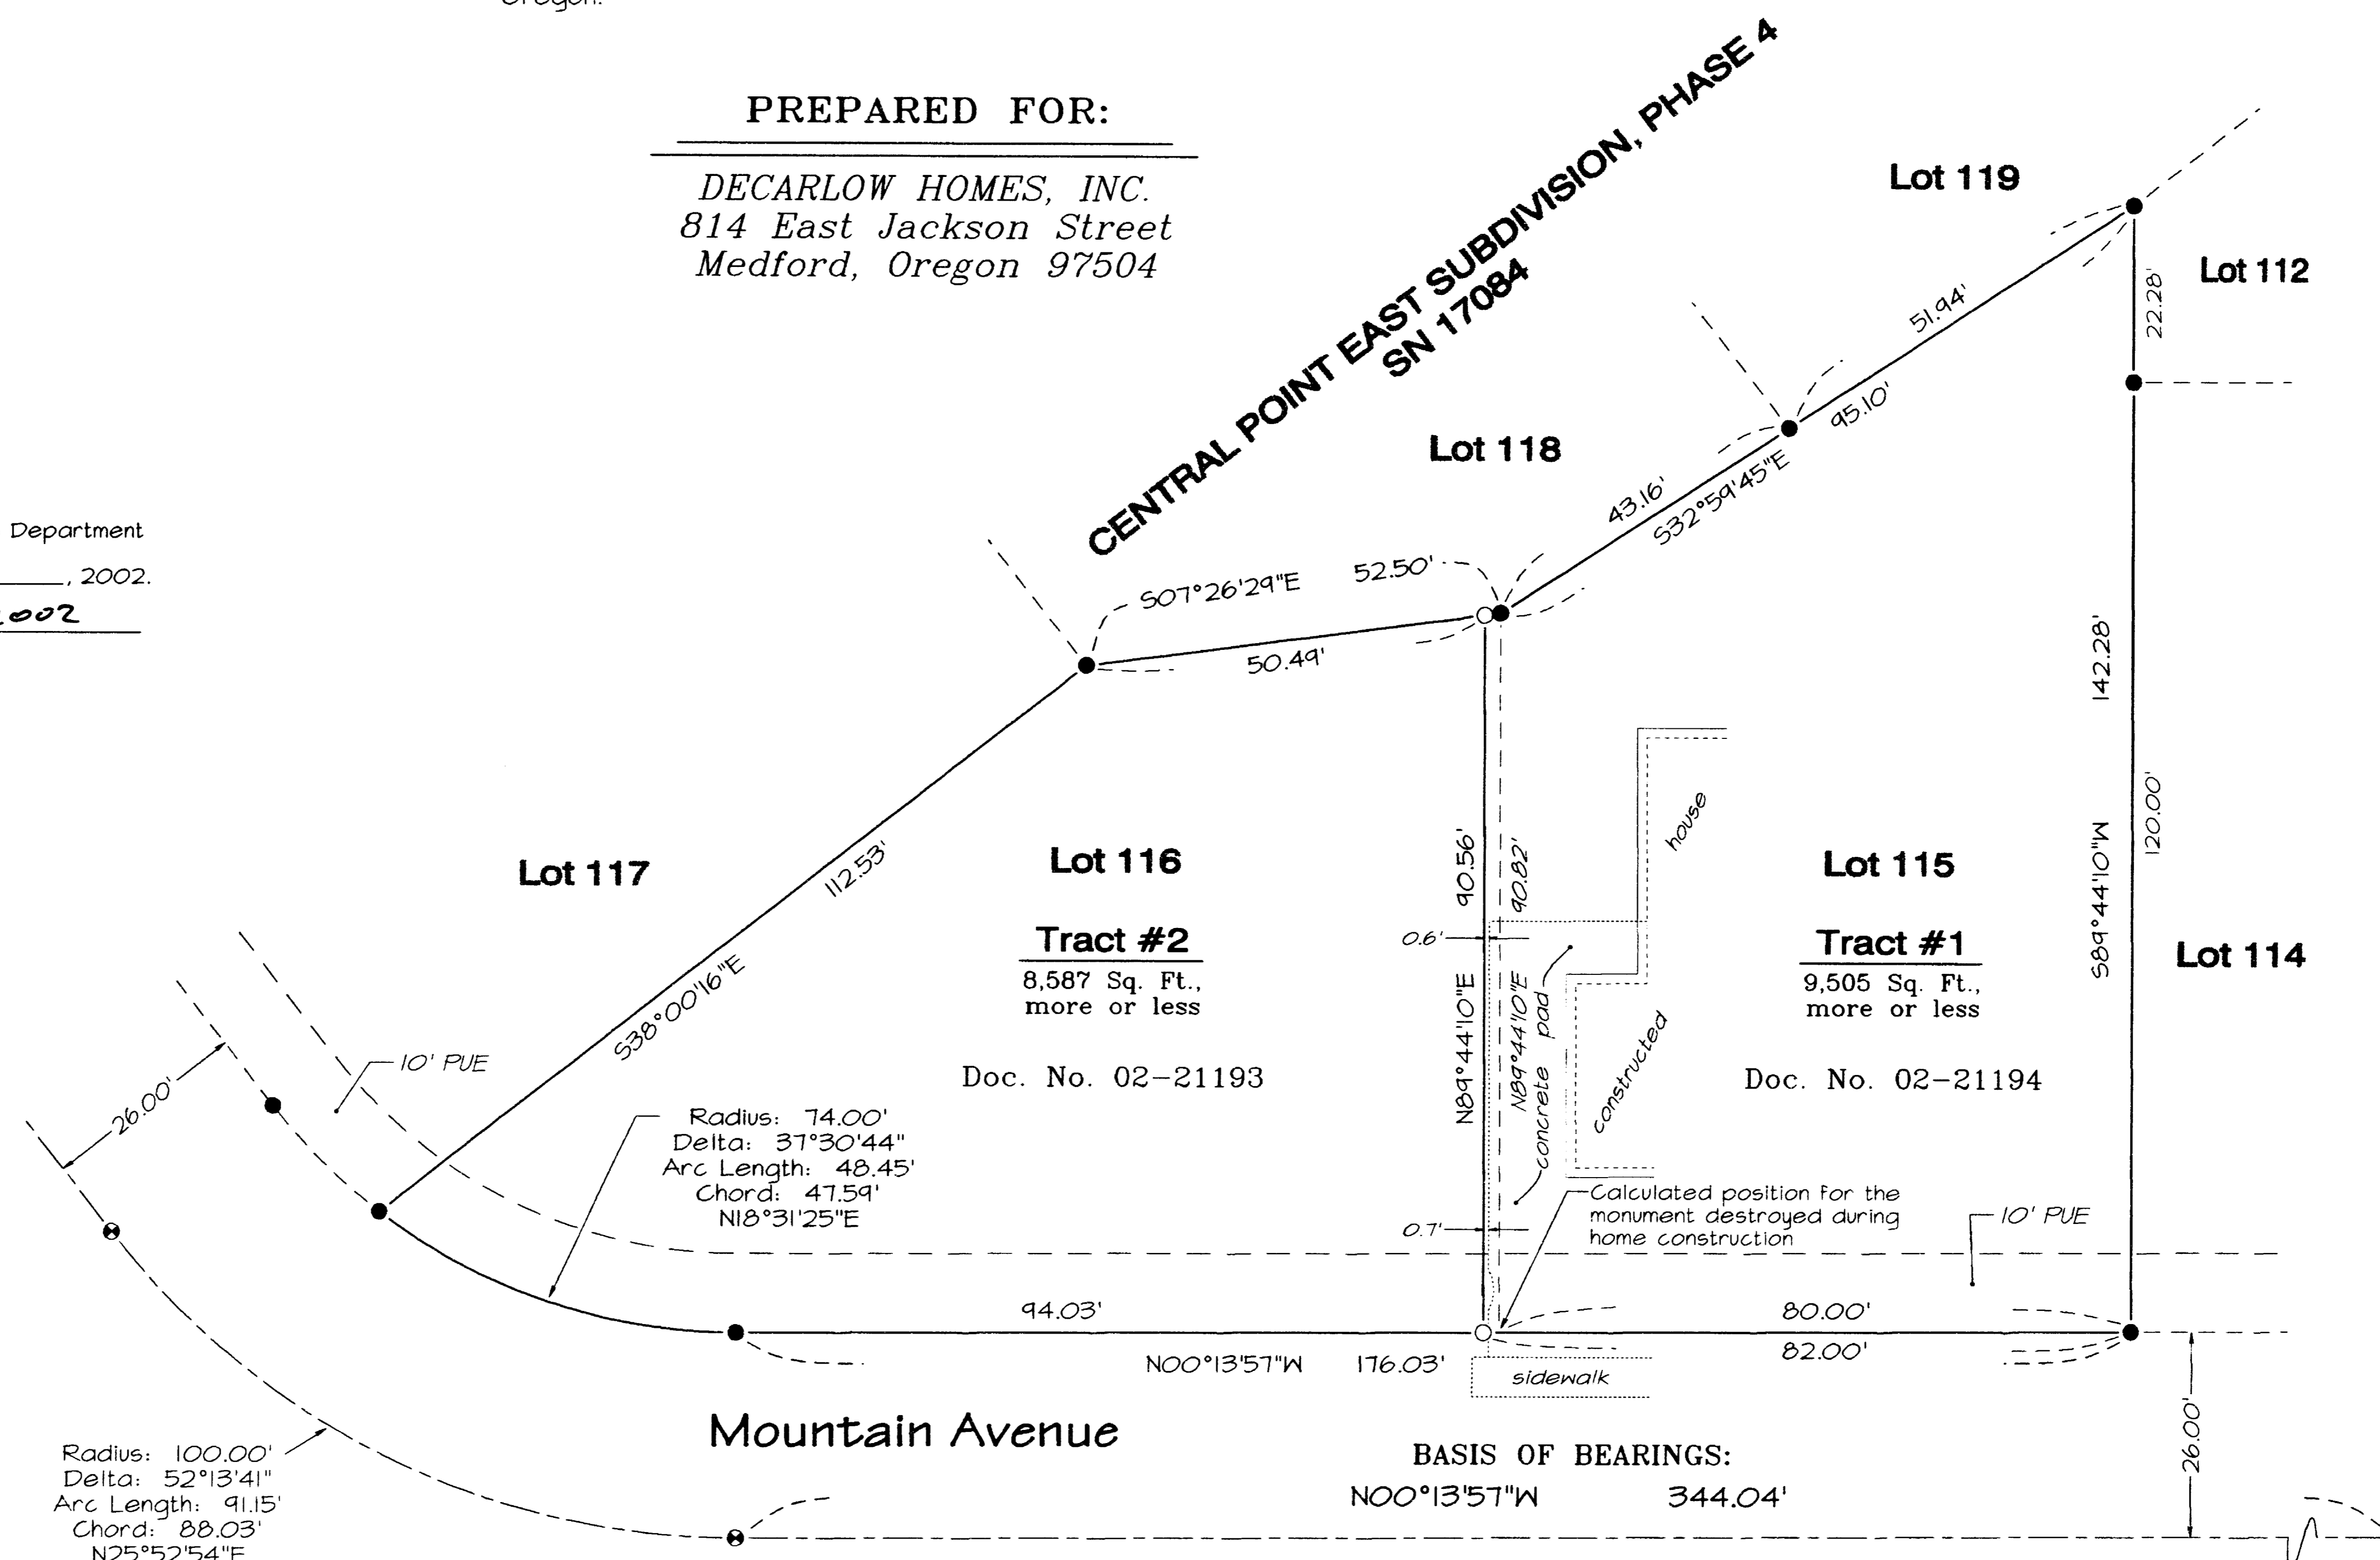 Oregon.
PREPARED FOR:
DECARLOW HOMES, INC.
814 East Jackson Street
Medford, Oregon 97504
CENTRAL POINT EAST SUBDIVISION, PHASE 4
SN 17084
Lot 119
Lot 112
22.28'
51.94'
95.10'
Lot 118
43.16'
S32°59'45"E
Department
, 2002.
2002
S07°26'29"E 52.50'
50.49'
142.28'
S89°44'10"W
120.00'
Lot 117
112.53'
S38°00'16"E
Lot 116
Tract #2
8,587 Sq. Ft.,
more or less
Doc. No. 02-21193
90.56'
N89°44'10"E
90.82'
N89°44'10"E
0.6'
0.7'
concrete pad
house
constructed
Lot 115
Tract #1
9,505 Sq. Ft.,
more or less
Doc. No. 02-21194
Lot 114
10' PUE
26.00'
Radius: 74.00'
Delta: 37°30'44"
Arc Length: 48.45'
Chord: 47.59'
N18°31'25"E
Calculated position for the
monument destroyed during
home construction
10' PUE
94.03'
80.00'
82.00'
N00°13'57"W 176.03'
sidewalk
26.00'
Mountain Avenue
BASIS OF BEARINGS:
N00°13'57"W 344.04'
Radius: 100.00'
Delta: 52°13'41"
Arc Length: 91.15'
Chord: 88.03'
N25°52'54"E